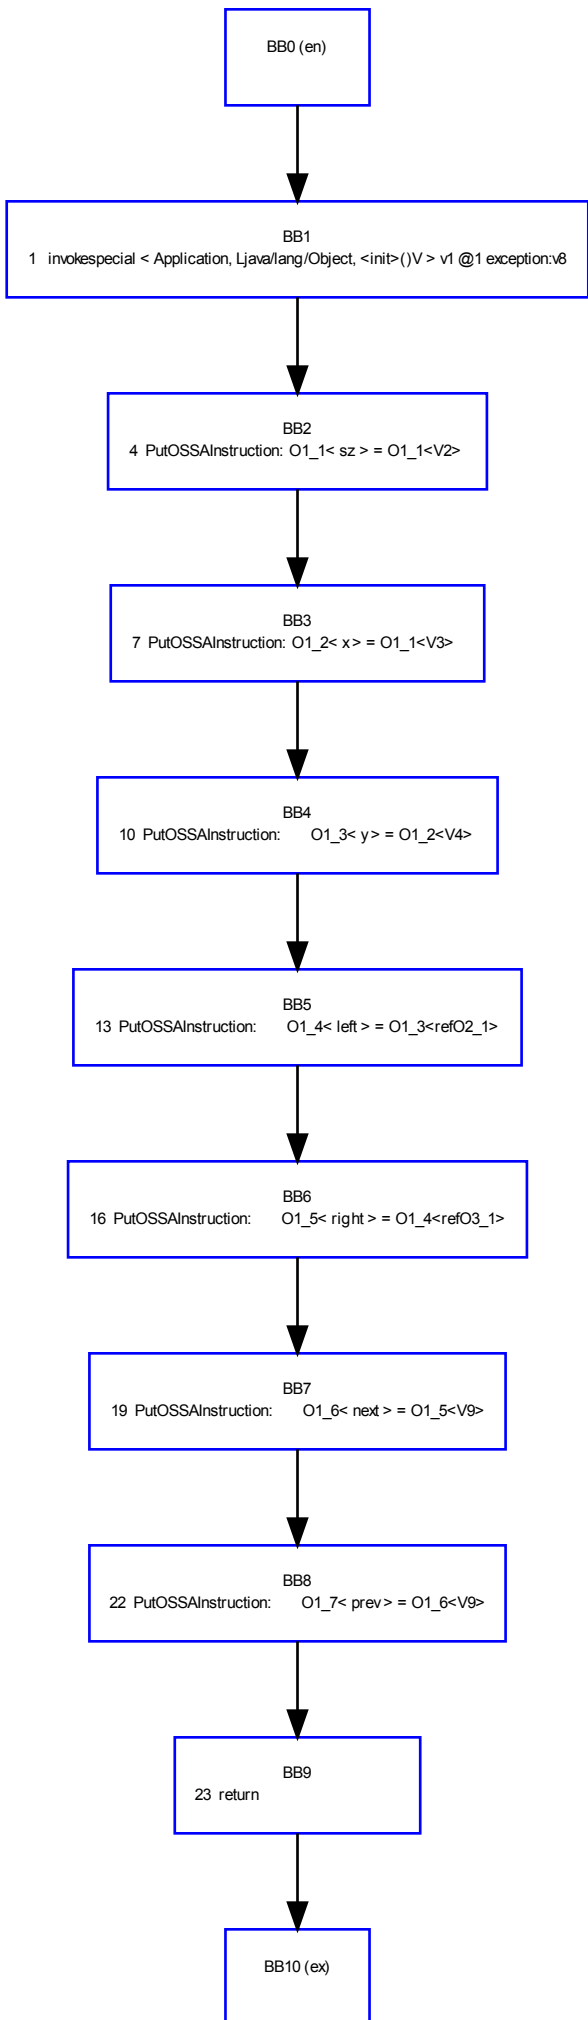 BB0 (en)
BB1
1 invokespecial < Application, Ljava/lang/Object, <init>()V > v1 @1 exception:v8
BB2
4 PutOSSAInstruction: O1_1< sz > = O1_1<V2>
BB3
7 PutOSSAInstruction: O1_2< x > = O1_1<V3>
BB4
10 PutOSSAInstruction: O1_3< y > = O1_2<V4>
BB5
13 PutOSSAInstruction: O1_4< left > = O1_3<refO2_1>
BB6
16 PutOSSAInstruction: O1_5< right > = O1_4<refO3_1>
BB7
19 PutOSSAInstruction: O1_6< next > = O1_5<V9>
BB8
22 PutOSSAInstruction: O1_7< prev > = O1_6<V9>
BB9
23 return
BB10 (ex)